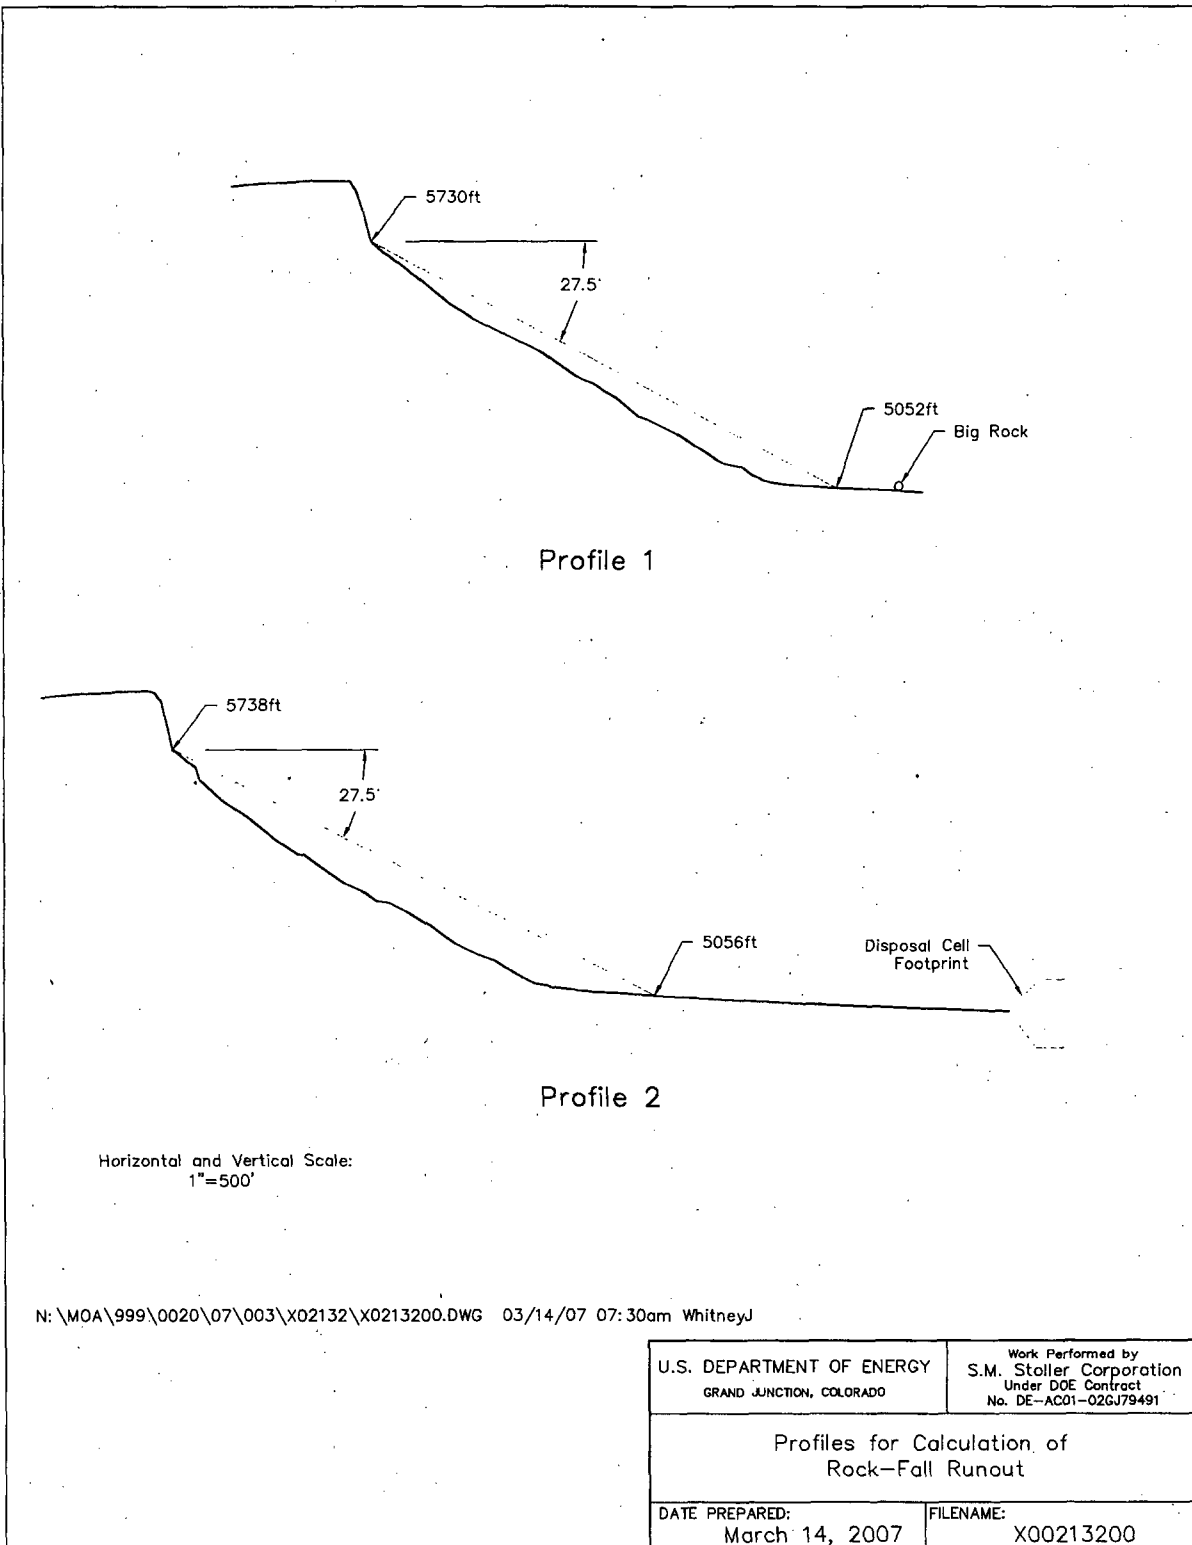 5730ft
27.5°
5052ft
Big Rock
Profile 1
5738ft
27.5°
5056ft
Disposal Cell
Footprint
Profile 2
Horizontal and Vertical Scale:
1"=500'
N:\MOA\999\0020\07\003\X02132\X0213200.DWG 03/14/07 07:30am WhitneyJ
U.S. DEPARTMENT OF ENERGY
GRAND JUNCTION, COLORADO
Work Performed by
S.M. Stoller Corporation
Under DOE Contract
No. DE-AC01-02GJ79491
Profiles for Calculation of
Rock-Fall Runout
DATE PREPARED:
March 14, 2007
FILENAME:
X00213200